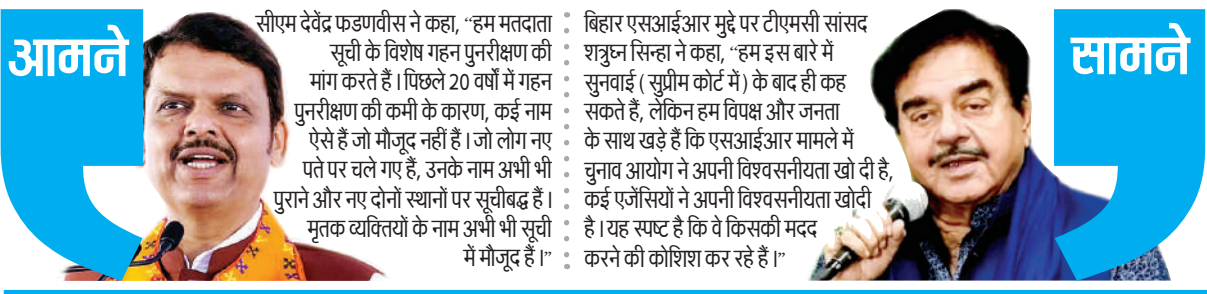 आमने
सीएम देवेंद्र फडणवीस ने कहा, “हम मतदाता
सूची के विशेष गहन पुनरीक्षण की
मांग करते हैं । पिछले 20 वर्षों में गहन
पुनरीक्षण की कमी के कारण, कई नाम
ऐसे हैं जो मौजूद नहीं हैं । जो लोग नए
पते पर चले गए हैं, उनके नाम अभी भी
पुराने और नए दोनों स्थानों पर सूचीबद्ध हैं ।
मृतक व्यक्तियों के नाम अभी भी सूची
में मौजूद हैं ।”
बिहार एसआईआर मुद्दे पर टीएमसी सांसद
शत्रुघ्न सिन्हा ने कहा, “हम इस बारे में
सुनवाई ( सुप्रीम कोर्ट में ) के बाद ही कह
सकते हैं, लेकिन हम विपक्ष और जनता
के साथ खड़े हैं कि एसआईआर मामले में
चुनाव आयोग ने अपनी विश्वसनीयता खो दी है,
कई एजेंसियों ने अपनी विश्वसनीयता खोदी
है । यह स्पष्ट है कि वे किसकी मदद
करने की कोशिश कर रहे हैं ।”
सामने